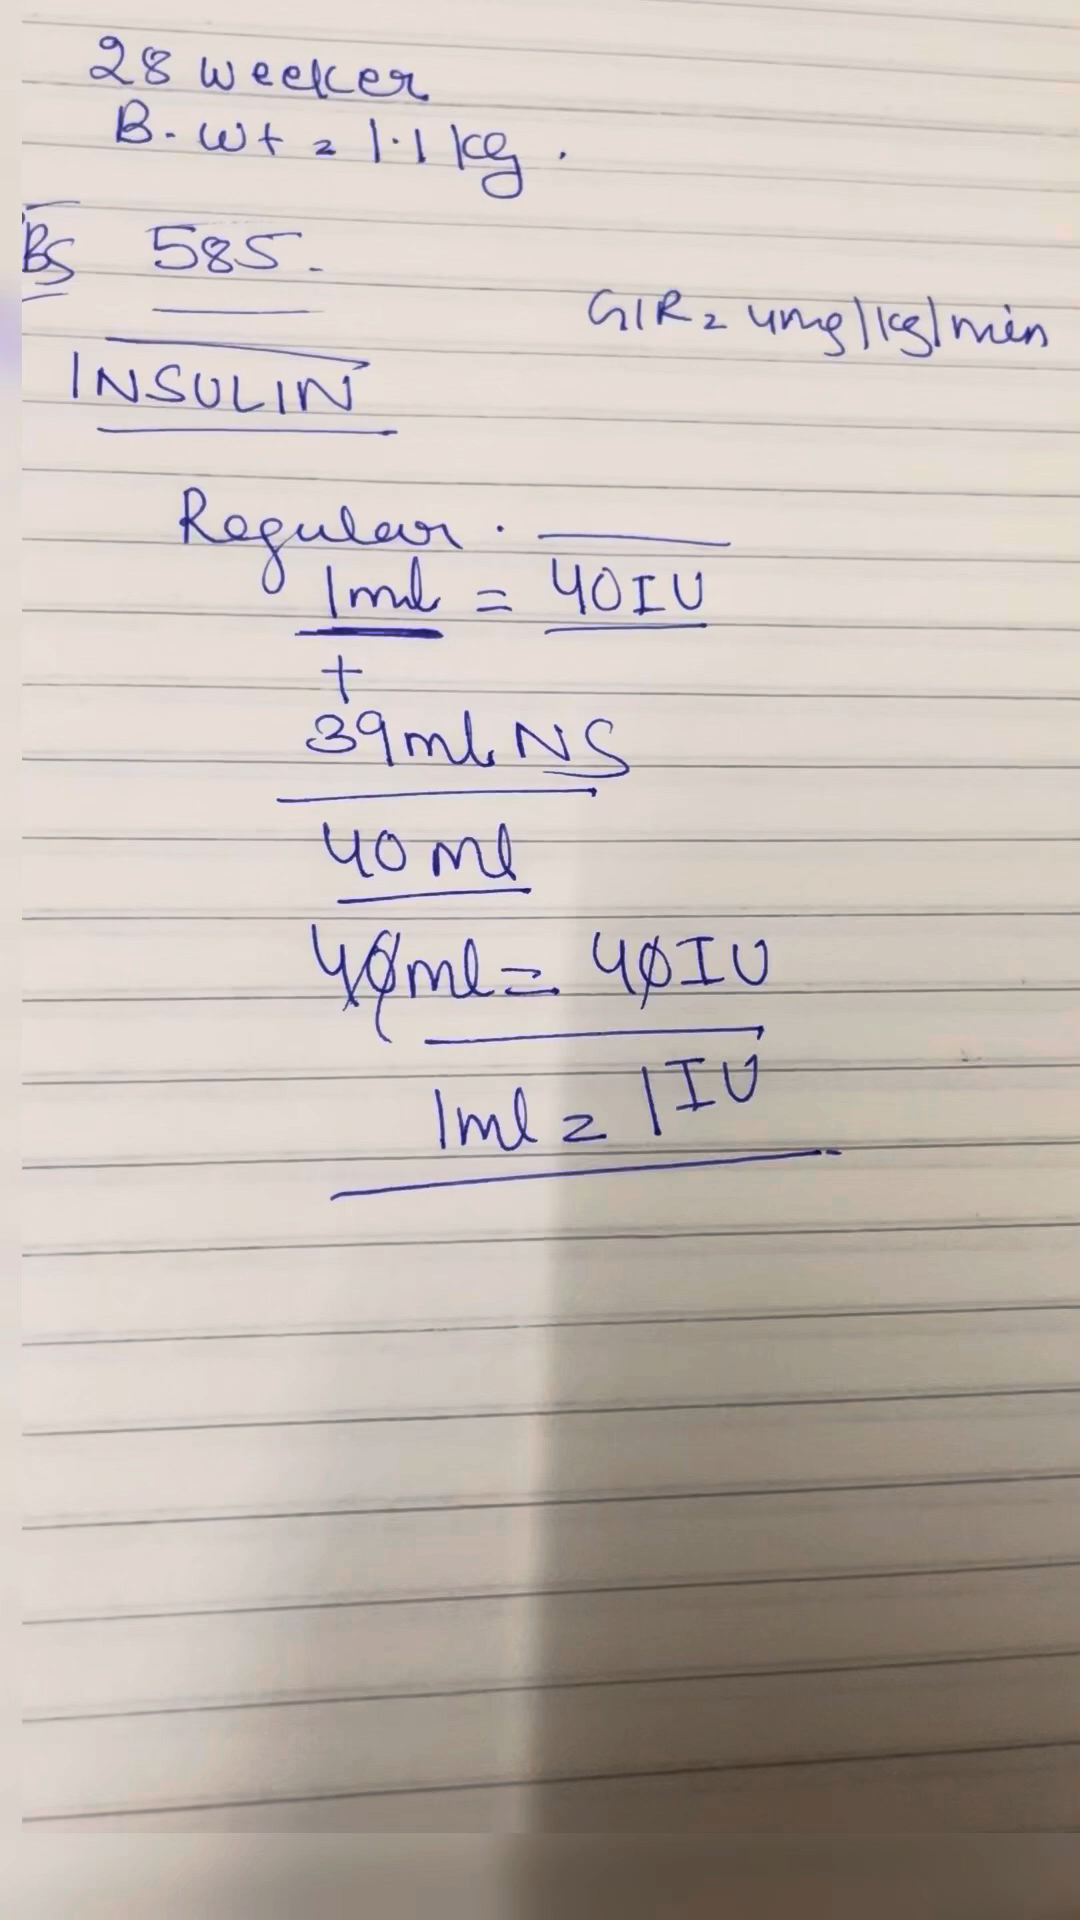 28 weeker
B. wt = 1.1 kg.
BS 585.
GIR = 4mg/kg/min
INSULIN
Regular.
1ml = 40IU
+
39ml NS
40 ml
40ml = 40IU
1ml = 1IU